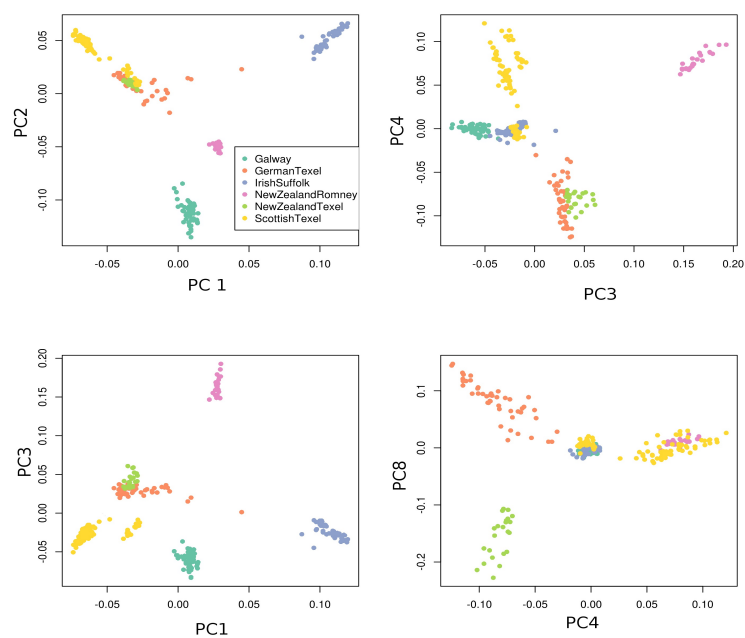 PC2
0.05
0.00
-0.05
-0.10
-0.05
0.00
0.05
0.10
PC 1
Galway
GermanTexel
IrishSuffolk
NewZealandRomney
NewZealandTexel
ScottishTexel
PC4
0.10
0.05
0.00
-0.05
-0.10
-0.05
0.00
0.05
0.10
0.15
0.20
PC3
PC3
0.20
0.15
0.10
0.05
0.00
-0.05
-0.05
0.00
0.05
0.10
PC1
PC8
0.1
0.0
-0.1
-0.2
-0.10
-0.05
0.00
0.05
0.10
PC4